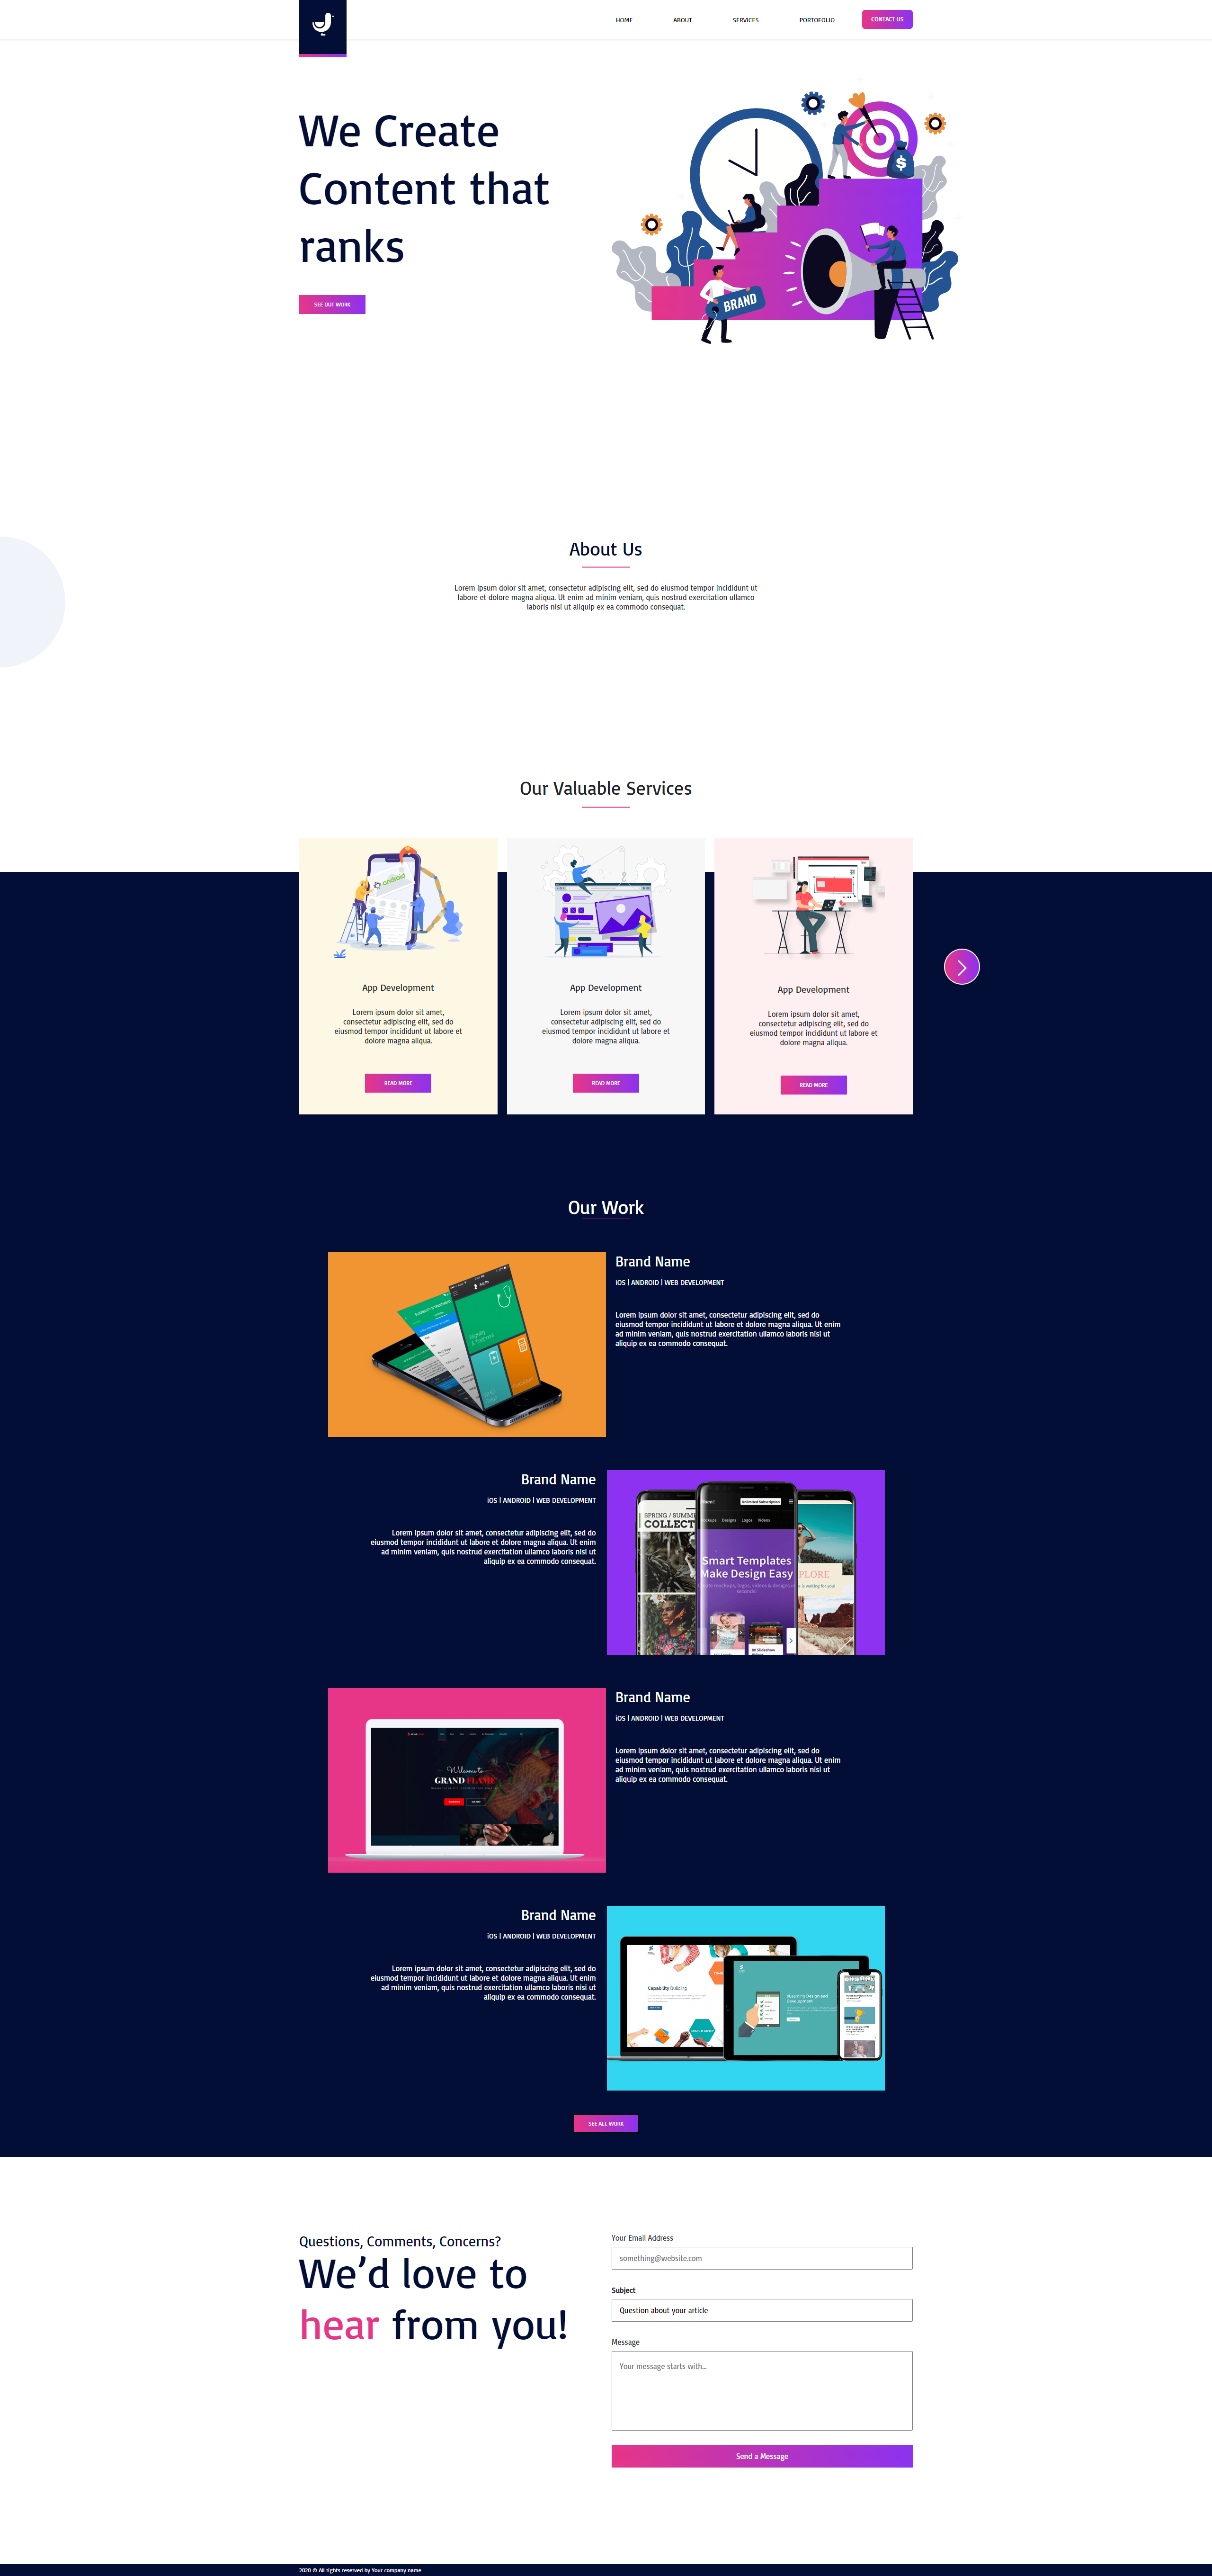 HOME ABOUT SERVICES PORTOFOLIO CONTACT US
We Create
Content that
ranks
SEE OUT WORK
$
BRAND
About Us
Lorem ipsum dolor sit amet, consectetur adipiscing elit, sed do eiusmod tempor incididunt ut
labore et dolore magna aliqua. Ut enim ad minim veniam, quis nostrud exercitation ullamco
laboris nisi ut aliquip ex ea commodo consequat.
Our Valuable Services
android
App Development
Lorem ipsum dolor sit amet,
consectetur adipiscing elit, sed do
eiusmod tempor incididunt ut labore et
dolore magna aliqua.
READ MORE
App Development
Lorem ipsum dolor sit amet,
consectetur adipiscing elit, sed do
eiusmod tempor incididunt ut labore et
dolore magna aliqua.
READ MORE
App Development
Lorem ipsum dolor sit amet,
consectetur adipiscing elit, sed do
eiusmod tempor incididunt ut labore et
dolore magna aliqua.
READ MORE
Our Work
Brand Name
iOS | ANDROID | WEB DEVELOPMENT
Lorem ipsum dolor sit amet, consectetur adipiscing elit, sed do
eiusmod tempor incididunt ut labore et dolore magna aliqua. Ut enim
ad minim veniam, quis nostrud exercitation ullamco laboris nisi ut
aliquip ex ea commodo consequat.
Brand Name
iOS | ANDROID | WEB DEVELOPMENT
Lorem ipsum dolor sit amet, consectetur adipiscing elit, sed do
eiusmod tempor incididunt ut labore et dolore magna aliqua. Ut enim
ad minim veniam, quis nostrud exercitation ullamco laboris nisi ut
aliquip ex ea commodo consequat.
Unlimited Subscription
Designs Logos Videos
SPRING / SUMM
COLLECT
Smart Templates
Make Design Easy
PLORE
is waiting for you!
Brand Name
iOS | ANDROID | WEB DEVELOPMENT
Lorem ipsum dolor sit amet, consectetur adipiscing elit, sed do
eiusmod tempor incididunt ut labore et dolore magna aliqua. Ut enim
ad minim veniam, quis nostrud exercitation ullamco laboris nisi ut
aliquip ex ea commodo consequat.
Welcome to
GRAND FLAME
Brand Name
iOS | ANDROID | WEB DEVELOPMENT
Lorem ipsum dolor sit amet, consectetur adipiscing elit, sed do
eiusmod tempor incididunt ut labore et dolore magna aliqua. Ut enim
ad minim veniam, quis nostrud exercitation ullamco laboris nisi ut
aliquip ex ea commodo consequat.
Capability Building
CONSULTANCY
eLearning Design and
Development
SEE ALL WORK
Questions, Comments, Concerns?
We’d love to
hear from you!
Your Email Address
something@website.com
Subject
Question about your article
Message
Your message starts with...
Send a Message
2020 © All rights reserved by Your company name